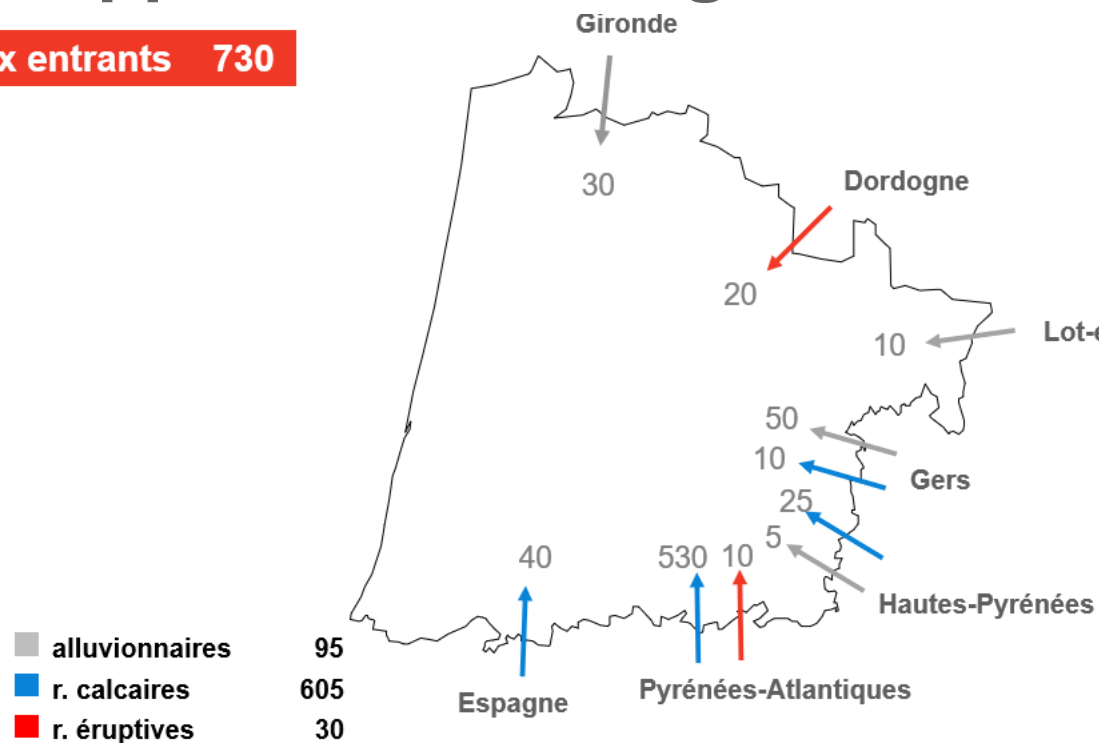 Gironde
x entrants 730
30
Dordogne
20
10
50
10
Gers
25
5
40
530 10
Hautes-Pyrénées
alluvionnaires 95
r. calcaires 605
Espagne
Pyrénées-Atlantiques
r. éruptives 30